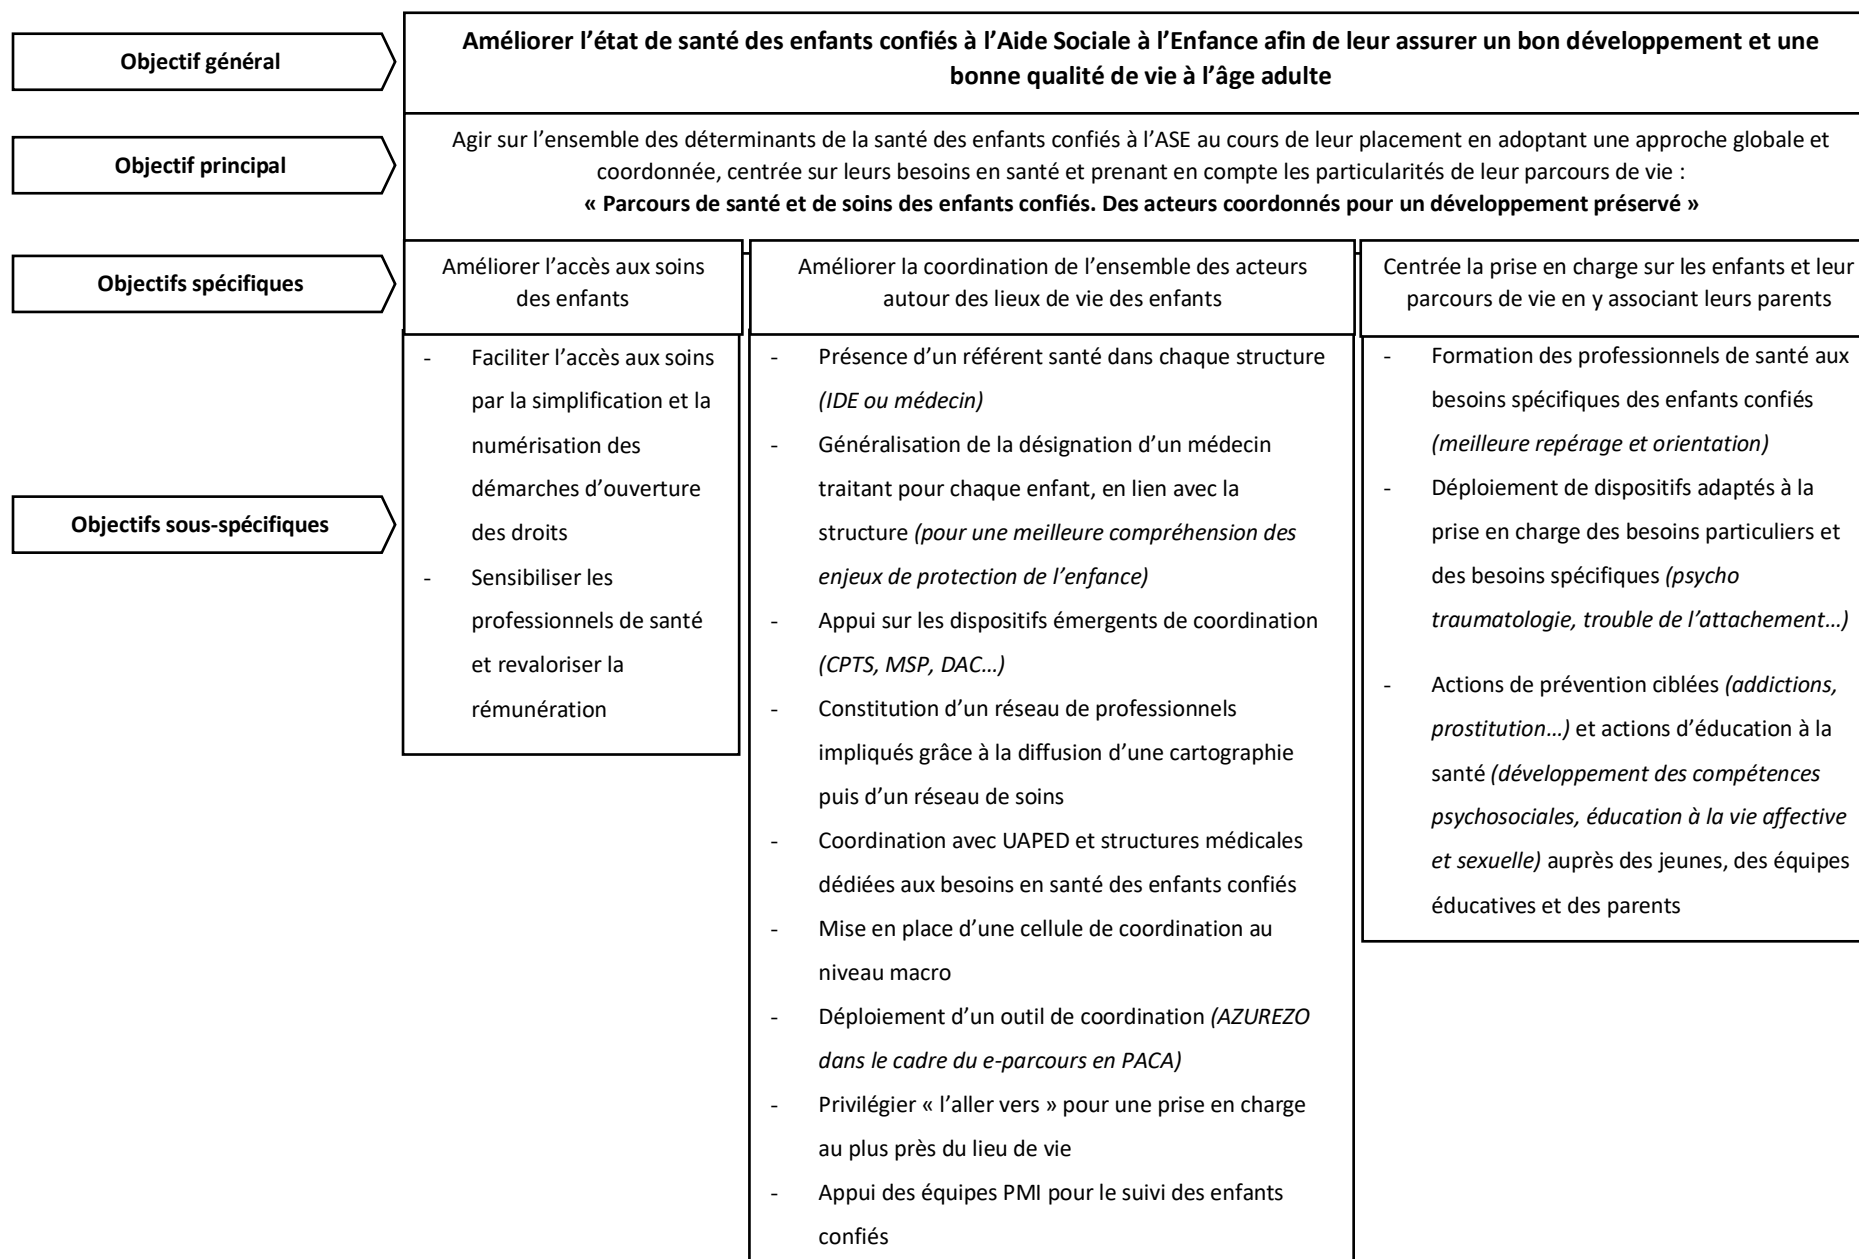 Objectif général
Améliorer l’état de santé des enfants confiés à l’Aide Sociale à l’Enfance afin de leur assurer un bon développement et une
bonne qualité de vie à l’âge adulte
Objectif principal
Agir sur l’ensemble des déterminants de la santé des enfants confiés à l’ASE au cours de leur placement en adoptant une approche globale et
coordonnée, centrée sur leurs besoins en santé et prenant en compte les particularités de leur parcours de vie :
« Parcours de santé et de soins des enfants confiés. Des acteurs coordonnés pour un développement préservé »
Objectifs spécifiques
Améliorer l’accès aux soins
des enfants
Améliorer la coordination de l’ensemble des acteurs
autour des lieux de vie des enfants
Centrée la prise en charge sur les enfants et leur
parcours de vie en y associant leurs parents
Objectifs sous-spécifiques
- Faciliter l’accès aux soins
par la simplification et la
numérisation des
démarches d’ouverture
des droits
- Sensibiliser les
professionnels de santé
et revaloriser la
rémunération
- Présence d’un référent santé dans chaque structure
(IDE ou médecin)
- Généralisation de la désignation d’un médecin
traitant pour chaque enfant, en lien avec la
structure (pour une meilleure compréhension des
enjeux de protection de l’enfance)
- Appui sur les dispositifs émergents de coordination
(CPTS, MSP, DAC…)
- Constitution d’un réseau de professionnels
impliqués grâce à la diffusion d’une cartographie
puis d’un réseau de soins
- Coordination avec UAPED et structures médicales
dédiées aux besoins en santé des enfants confiés
- Mise en place d’une cellule de coordination au
niveau macro
- Déploiement d’un outil de coordination (AZUREZO
dans le cadre du e-parcours en PACA)
- Privilégier « l’aller vers » pour une prise en charge
au plus près du lieu de vie
- Appui des équipes PMI pour le suivi des enfants
confiés
- Formation des professionnels de santé aux
besoins spécifiques des enfants confiés
(meilleure repérage et orientation)
- Déploiement de dispositifs adaptés à la
prise en charge des besoins particuliers et
des besoins spécifiques (psycho
traumatologie, trouble de l’attachement…)
- Actions de prévention ciblées (addictions,
prostitution…) et actions d’éducation à la
santé (développement des compétences
psychosociales, éducation à la vie affective
et sexuelle) auprès des jeunes, des équipes
éducatives et des parents